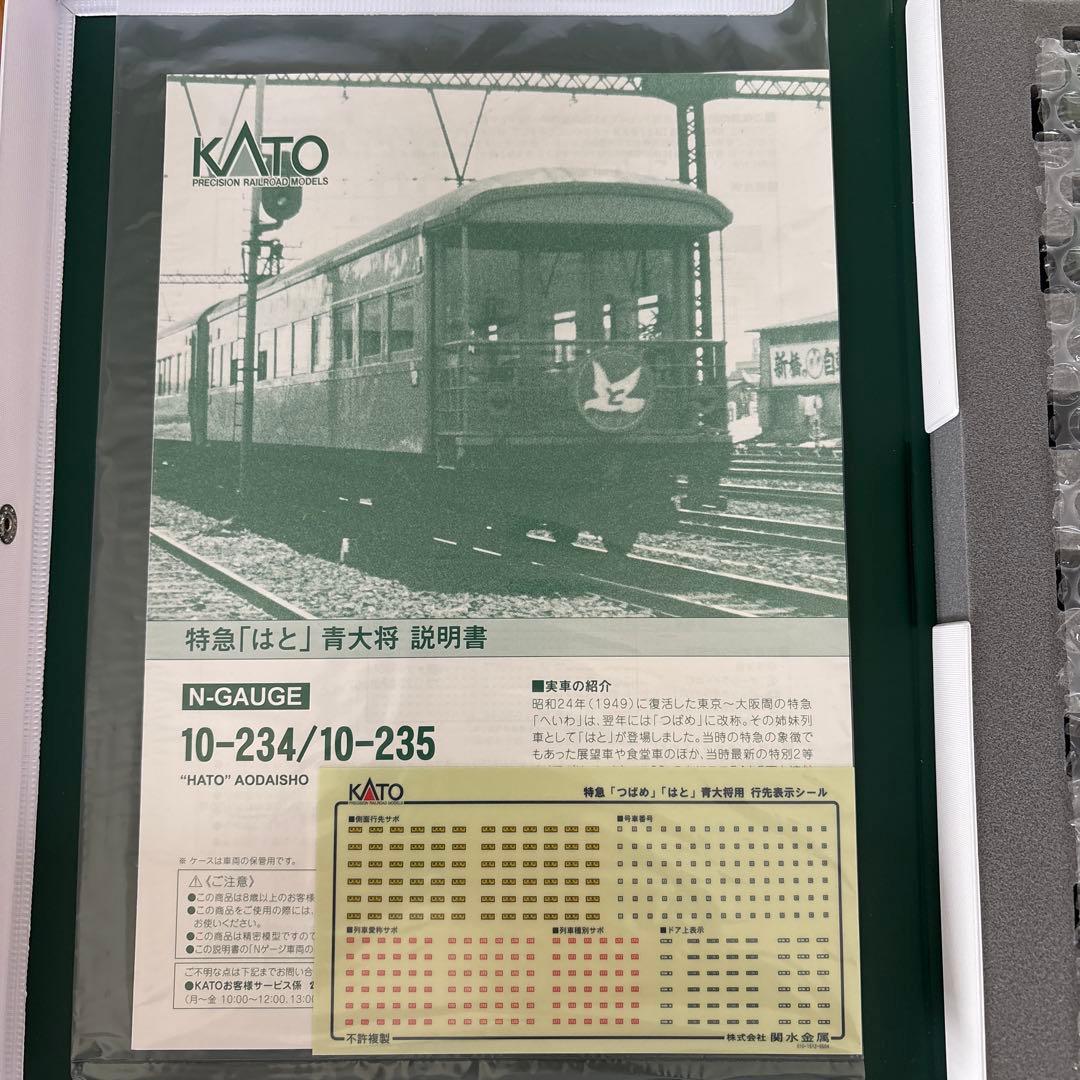 KATO
PRECISION RAILROAD MODELS
と
新橋
自
特急「はと」青大将 説明書
N-GAUGE
10-234/10-235
"HATO" AODAISHO
■実車の紹介
昭和24年(1949)に復活した東京〜大阪間の特急
「へいわ」は、翌年には「つばめ」に改称。その姉妹列
車として「はと」が登場しました。当時の特急の象徴で
もあった展望車や食堂車のほか、当時最新の特別2等
※ ケースは車両の保管用です。
⚠《ご注意》
●この商品は8歳以上のお客様
●この商品をご使用の際には、
お使いください。
●この商品は精密模型ですので
●この説明書の「Nゲージ車両の
ご不明な点は下記までお問い合
●KATOお客様サービス係
(月〜金 10:00〜12:00、13:00
KATO
PRECISION RAILROAD MODELS
特急「つばめ」「はと」青大将用 行先表示シール
■側面行先サボ
■号車番号
■列車愛称サボ
■列車種別サボ
■ドア上表示
不許複製
株式会社 関水金属